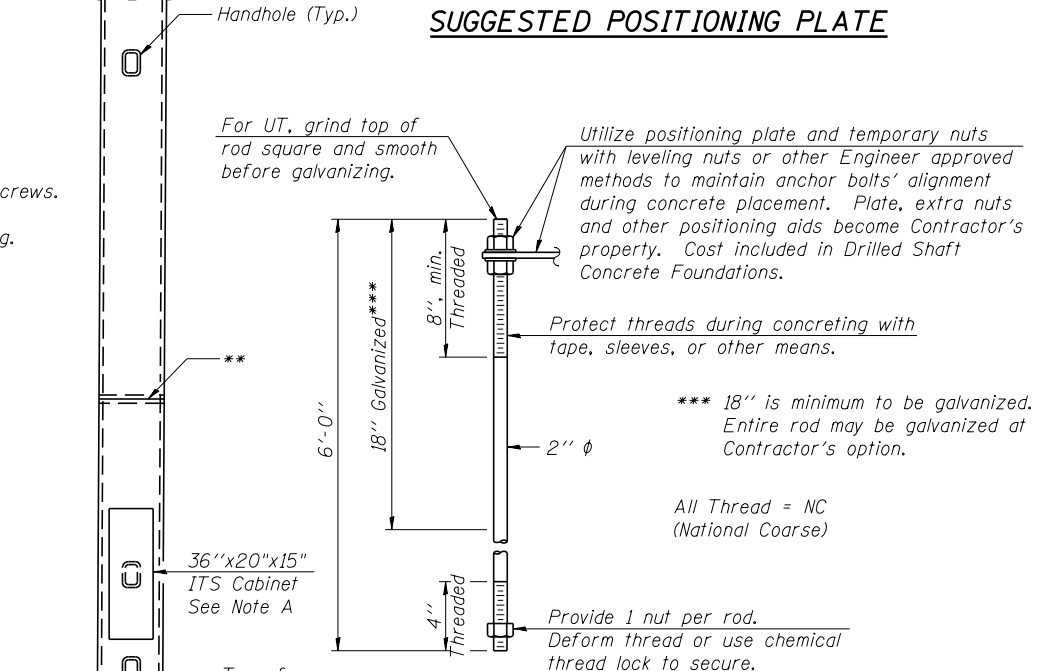 Handhole (Typ.)
SUGGESTED POSITIONING PLATE
For UT, grind top of
rod square and smooth
before galvanizing.
Utilize positioning plate and temporary nuts
with leveling nuts or other Engineer approved
methods to maintain anchor bolts' alignment
during concrete placement. Plate, extra nuts
and other positioning aids become Contractor's
property. Cost included in Drilled Shaft
Concrete Foundations.
crews.
g.
6'-0''
18'' Galvanized***
8'', min.
Threaded
Protect threads during concreting with
tape, sleeves, or other means.
**
*** 18'' is minimum to be galvanized.
Entire rod may be galvanized at
Contractor's option.
2'' ϕ
All Thread = NC
(National Coarse)
36''x20"x15"
ITS Cabinet
See Note A
4''
Threaded
Provide 1 nut per rod.
Deform thread or use chemical
thread lock to secure.